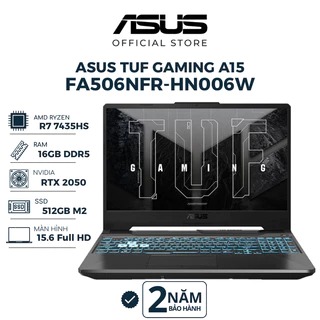 ASUS
OFFICIAL STORE
ASUS TUF GAMING A15
FA506NFR-HN006W
AMD RYZEN
R7 7435HS
RAM
16GB DDR5
NVIDIA
RTX 2050
SSD
512GB M2
MÀN HÌNH
15.6 Full HD
TUF
GAMING
2 NĂM
BẢO HÀNH